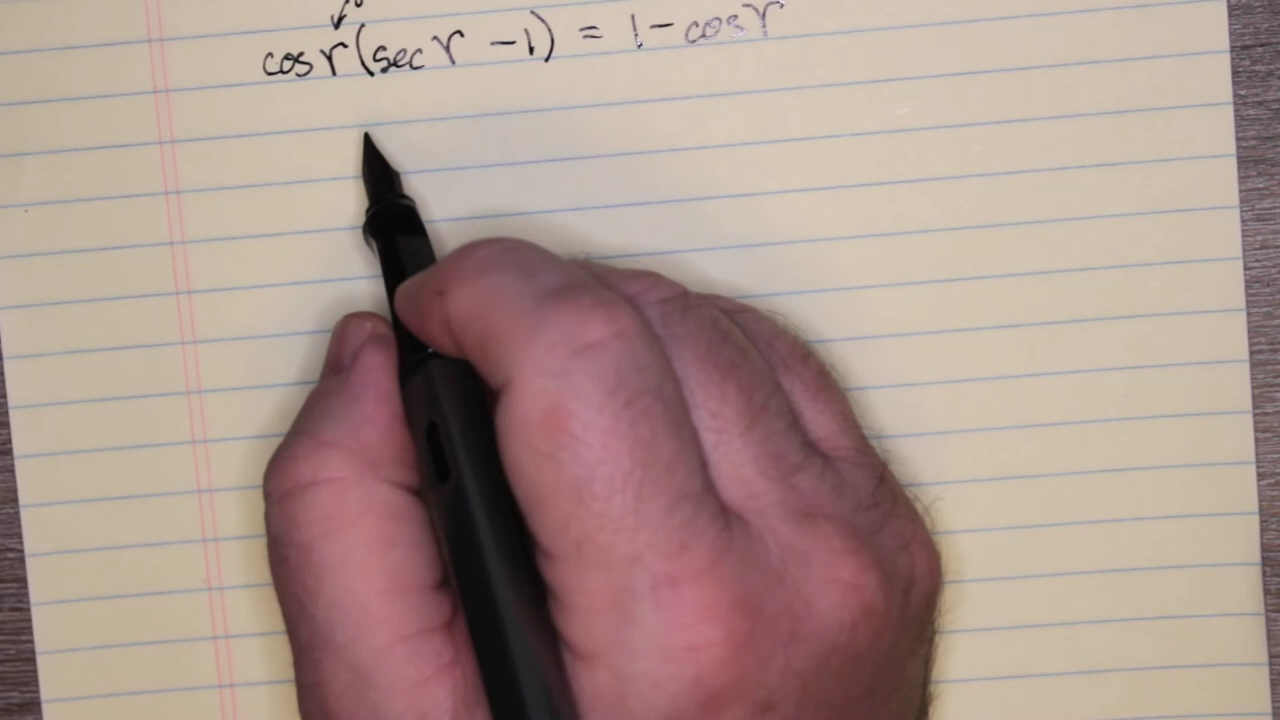 cos r (sec r - 1) = 1 - cos r